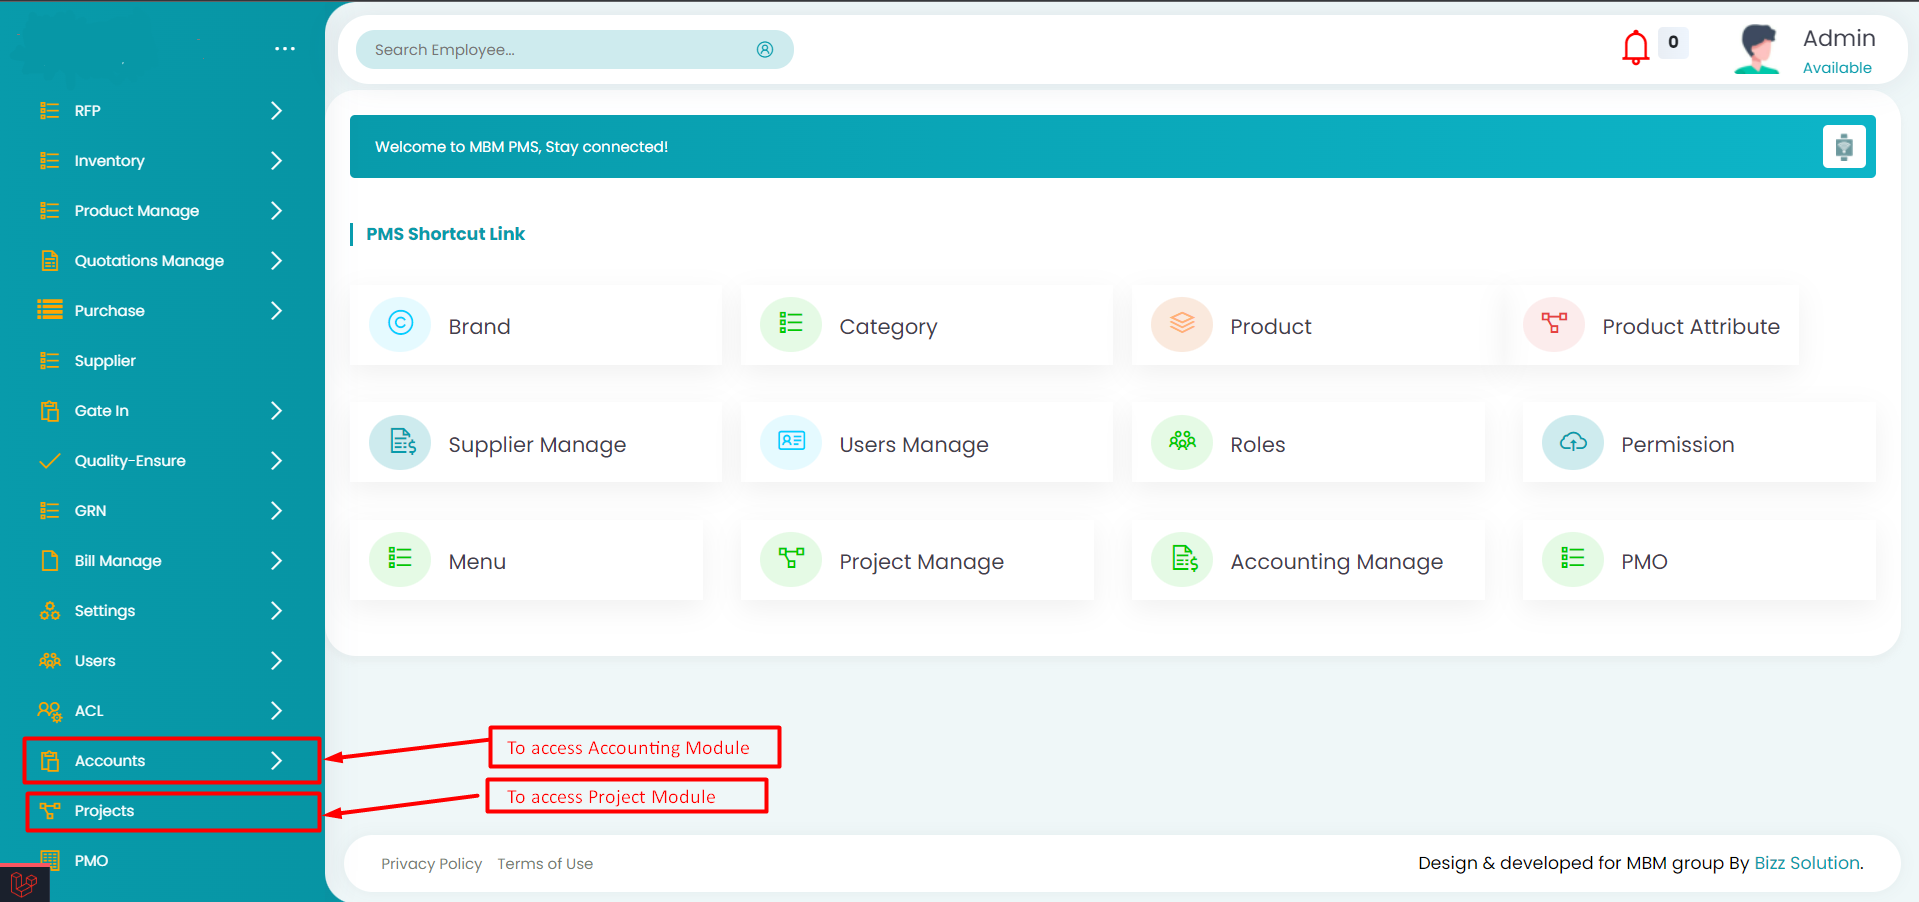 ...
Search Employee...
0
Admin
Available
RFP
Inventory
Product Manage
Quotations Manage
Purchase
Supplier
Gate In
Quality-Ensure
GRN
Bill Manage
Settings
Users
ACL
Accounts
Projects
PMO
Welcome to MBM PMS, Stay connected!
PMS Shortcut Link
Brand
Category
Product
Product Attribute
Supplier Manage
Users Manage
Roles
Permission
Menu
Project Manage
Accounting Manage
PMO
To access Accounting Module
To access Project Module
Privacy Policy Terms of Use
Design & developed for MBM group By Bizz Solution.